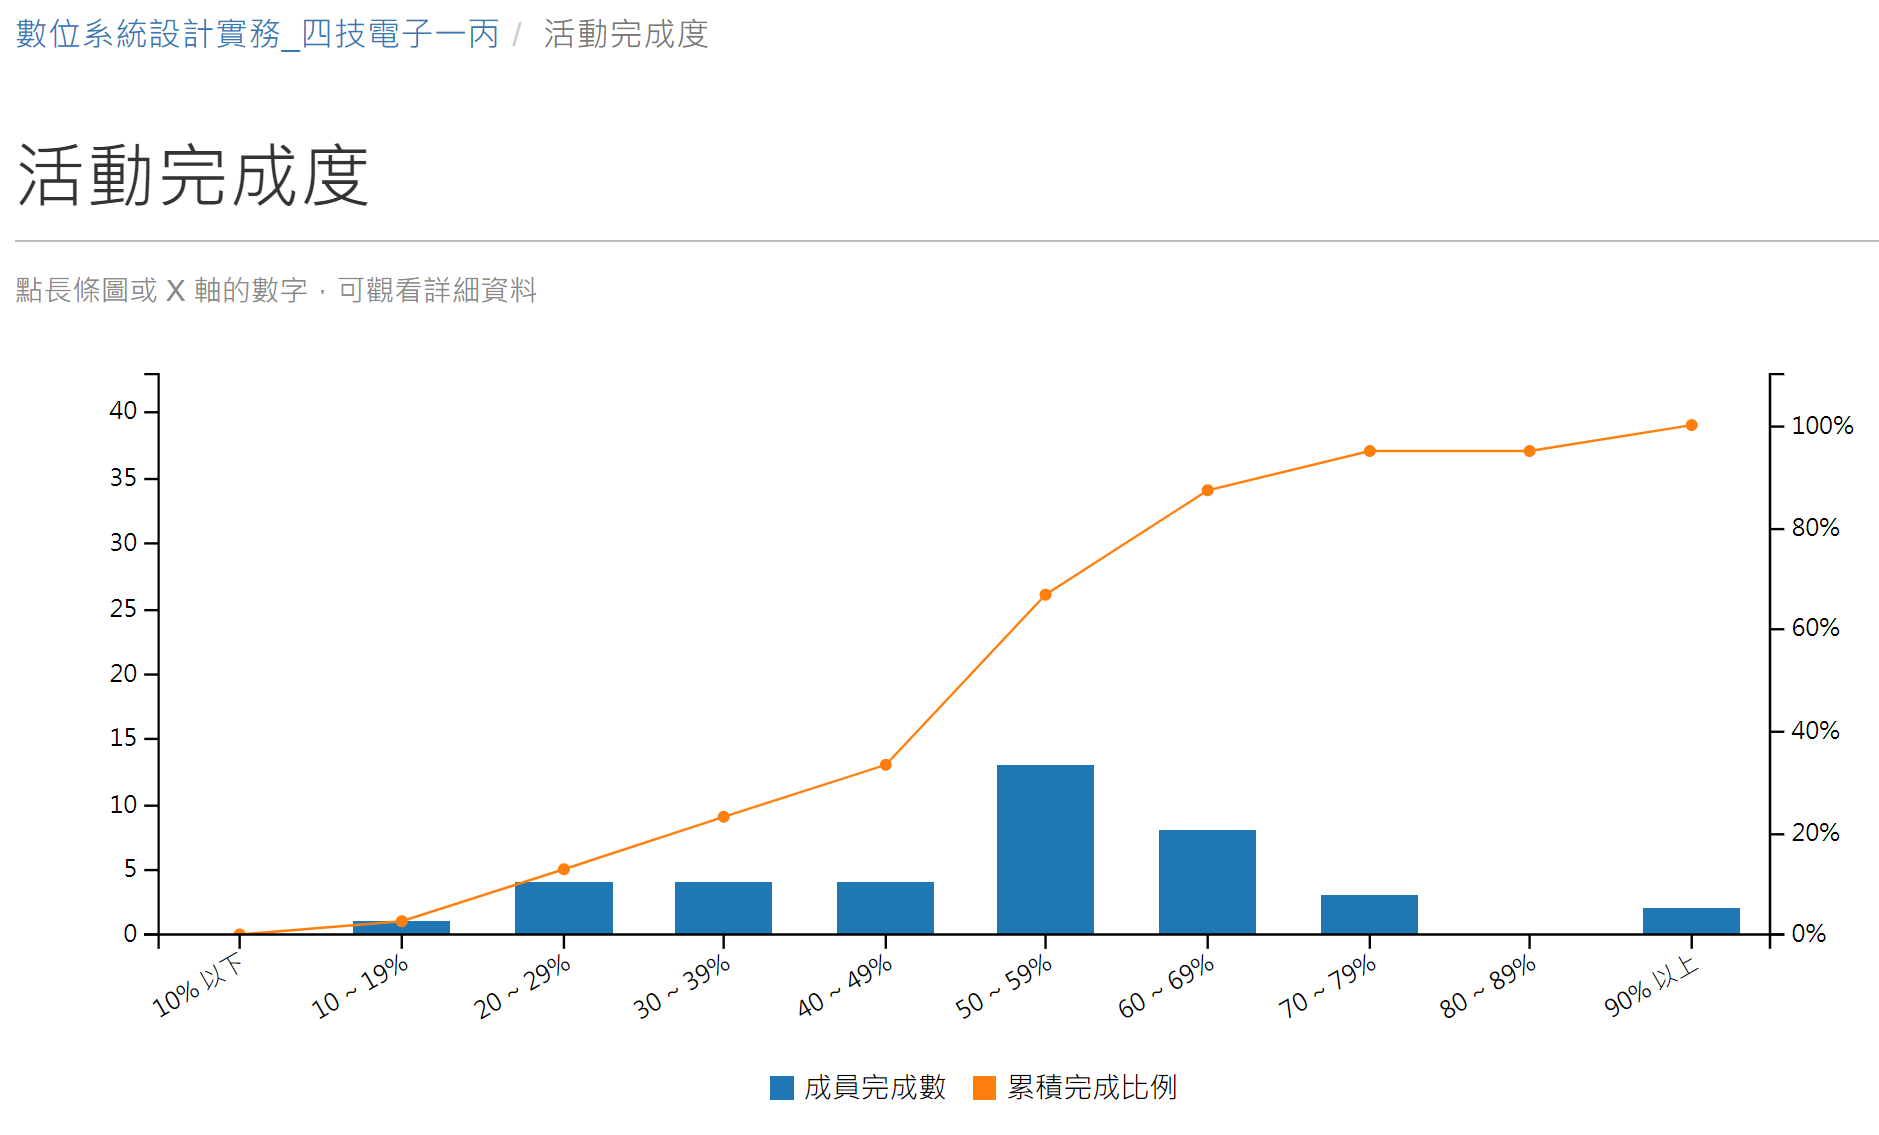 數位系統設計實務_四技電子一丙 / 活動完成度
活動完成度
點長條圖或 X 軸的數字，可觀看詳細資料
40
35
30
25
20
15
10
5
0
100%
80%
60%
40%
20%
0%
10% 以下
10 ~ 19%
20 ~ 29%
30 ~ 39%
40 ~ 49%
50 ~ 59%
60 ~ 69%
70 ~ 79%
80 ~ 89%
90% 以上
成員完成數 累積完成比例